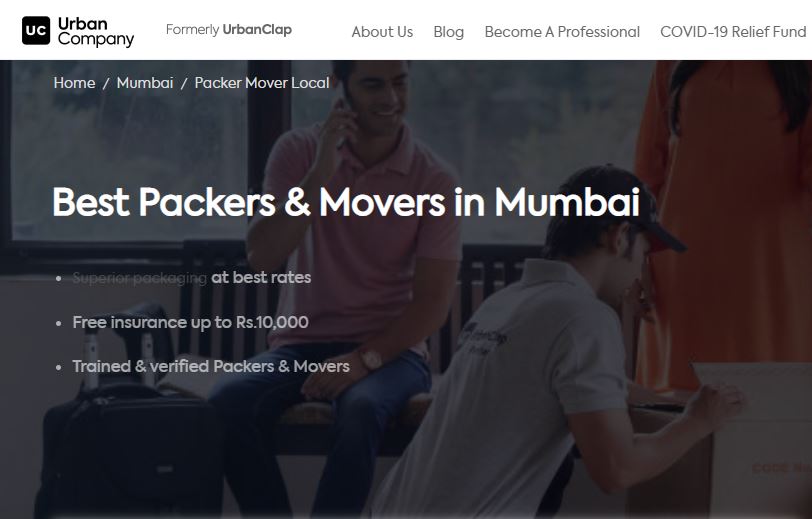 UC Urban Company
Formerly UrbanClap
About Us Blog Become A Professional COVID-19 Relief Fund
Home / Mumbai / Packer Mover Local
Best Packers & Movers in Mumbai
• Superior packaging at best rates
• Free insurance up to Rs.10,000
• Trained & verified Packers & Movers